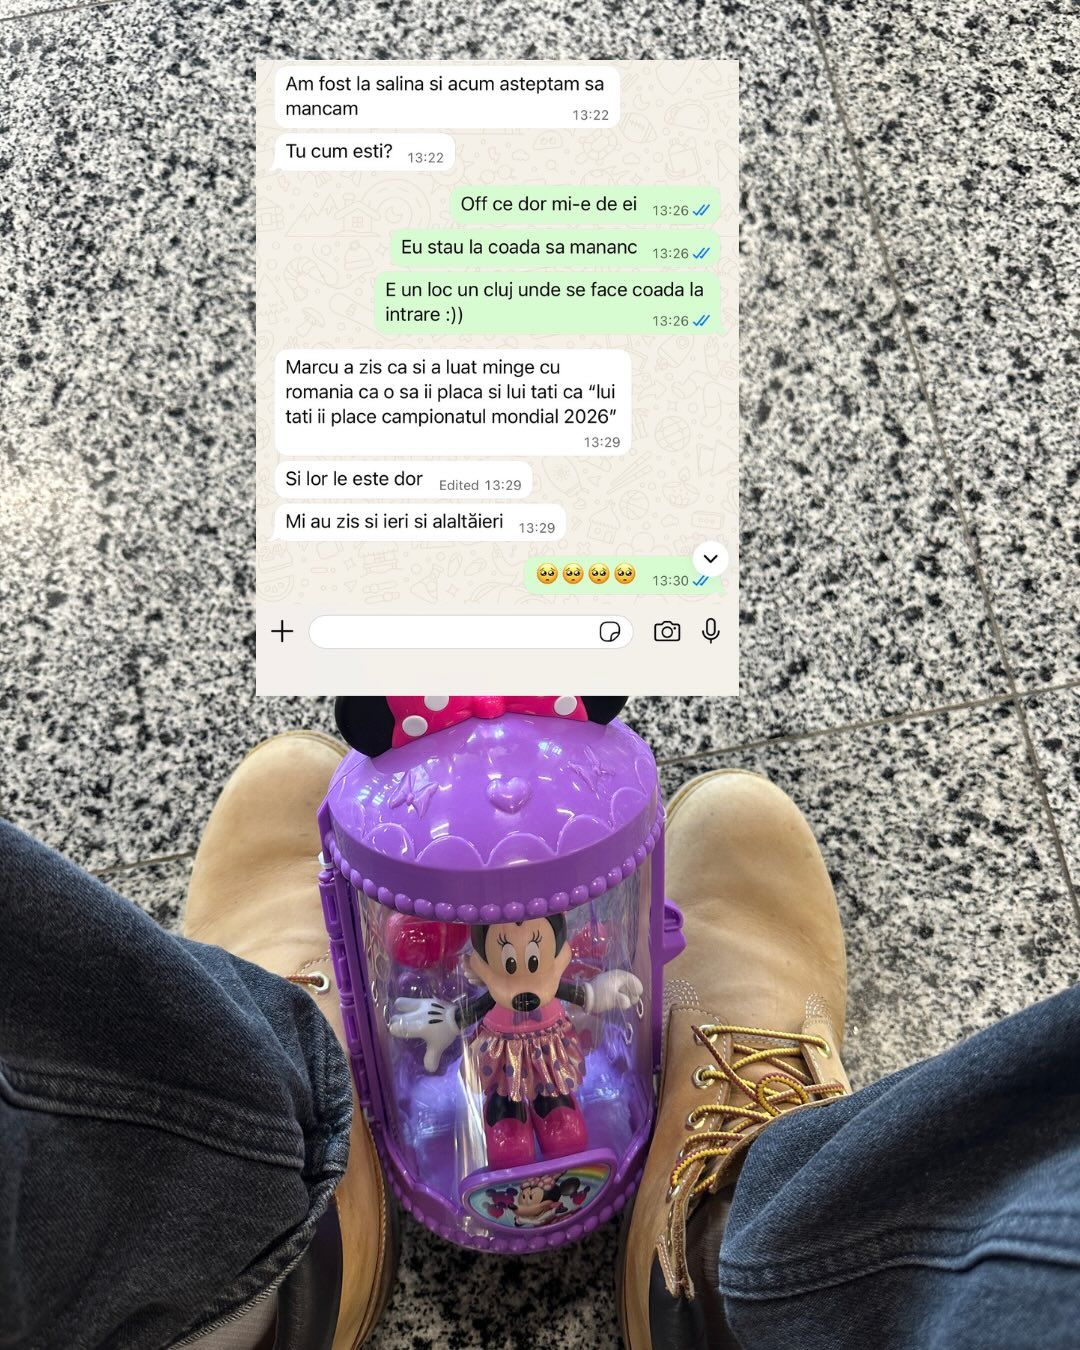 Am fost la salina si acum asteptam sa
mancam
13:22
Tu cum esti? 13:22
Off ce dor mi-e de ei 13:26
Eu stau la coada sa mananc 13:26
E un loc un cluj unde se face coada la
intrare :)) 13:26
Marcu a zis ca si a luat minge cu
romania ca o sa ii placa si lui tati ca “lui
tati ii place campionatul mondial 2026”
13:29
Si lor le este dor Edited 13:29
Mi au zis si ieri si alaltăieri 13:29
🥺🥺🥺🥺 13:30